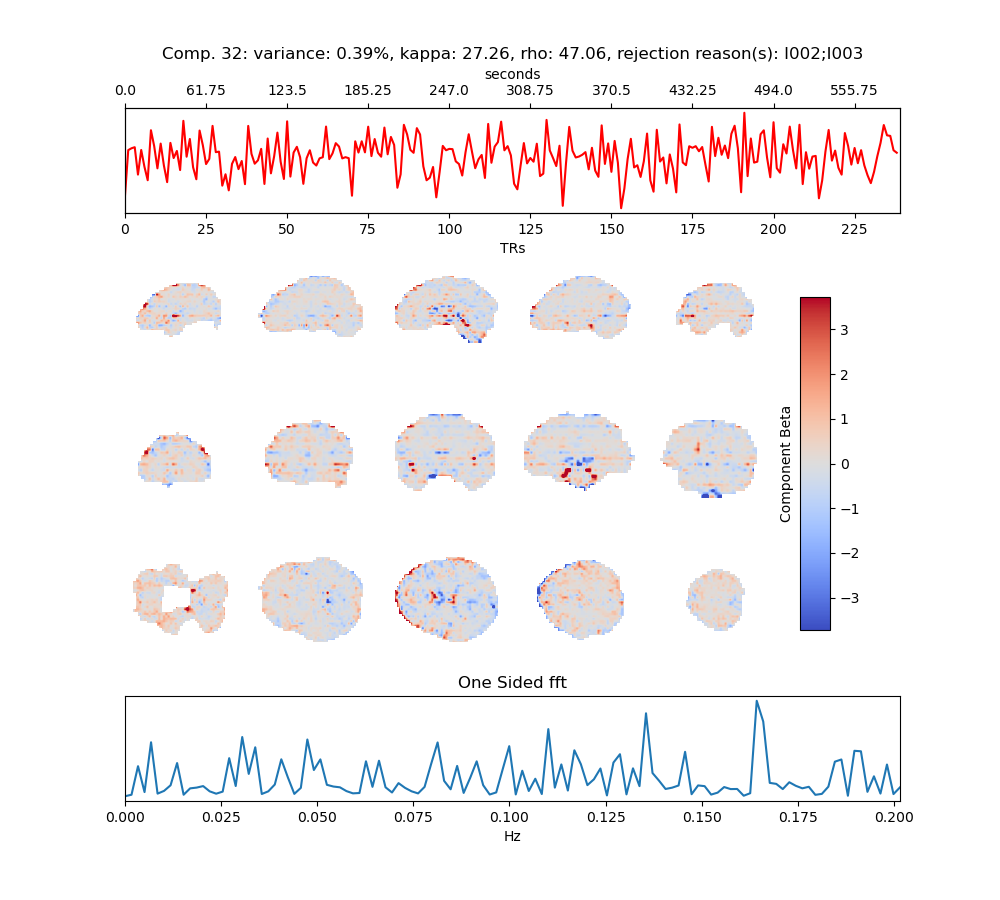 Comp. 32: variance: 0.39%, kappa: 27.26, rho: 47.06, rejection reason(s): I002;I003
seconds
0.0 61.75 123.5 185.25 247.0 308.75 370.5 432.25 494.0 555.75
0 25 50 75 100 125 150 175 200 225
TRs
3
2
1
0
−1
−2
−3
Component Beta
One Sided fft
0.000 0.025 0.050 0.075 0.100 0.125 0.150 0.175 0.200
Hz